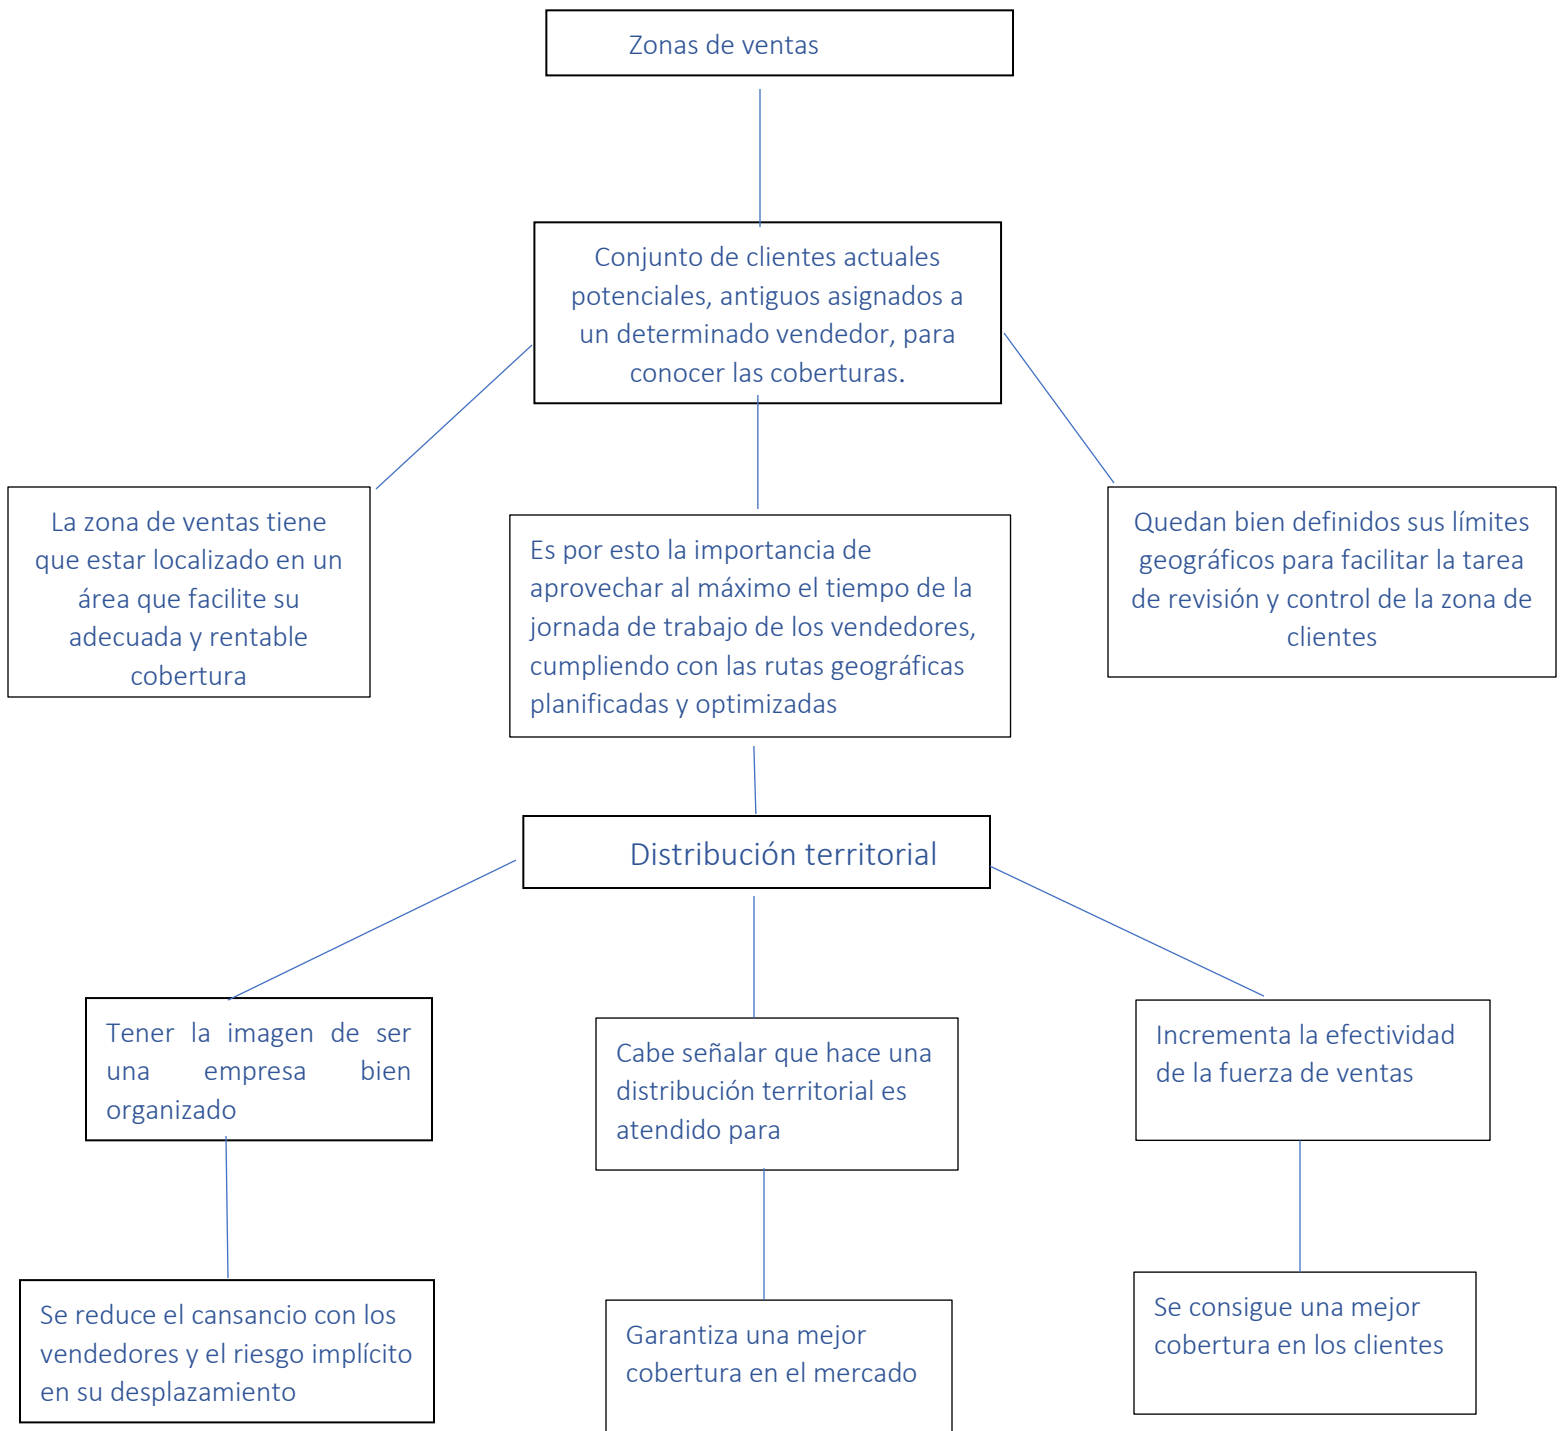 Zonas de ventas
Conjunto de clientes actuales
potenciales, antiguos asignados a
un determinado vendedor, para
conocer las coberturas.
La zona de ventas tiene
que estar localizado en un
área que facilite su
adecuada y rentable
cobertura
Es por esto la importancia de
aprovechar al máximo el tiempo de la
jornada de trabajo de los vendedores,
cumpliendo con las rutas geográficas
planificadas y optimizadas
Quedan bien definidos sus límites
geográficos para facilitar la tarea
de revisión y control de la zona de
clientes
Distribución territorial
Tener la imagen de ser
una empresa bien
organizado
Cabe señalar que hace una
distribución territorial es
atendido para
Incrementa la efectividad
de la fuerza de ventas
Se reduce el cansancio con los
vendedores y el riesgo implícito
en su desplazamiento
Garantiza una mejor
cobertura en el mercado
Se consigue una mejor
cobertura en los clientes